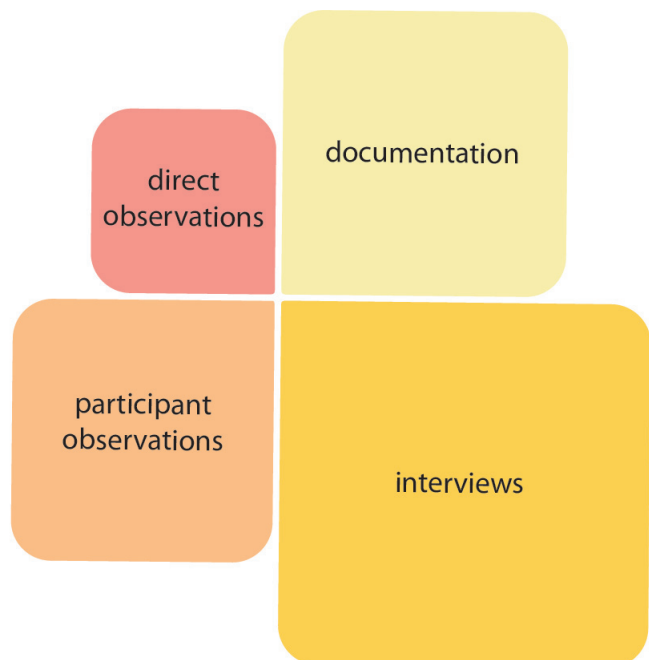 direct
observations
documentation
participant
observations
interviews